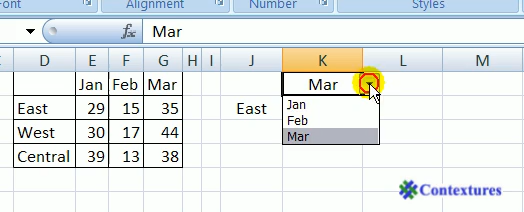 Font Alignment Number Styles
fx Mar
D E F G H I J K L M
Jan Feb Mar Mar
East 29 15 35 East Jan
Feb
West 30 17 44 Mar
Central 39 13 38
Contextures